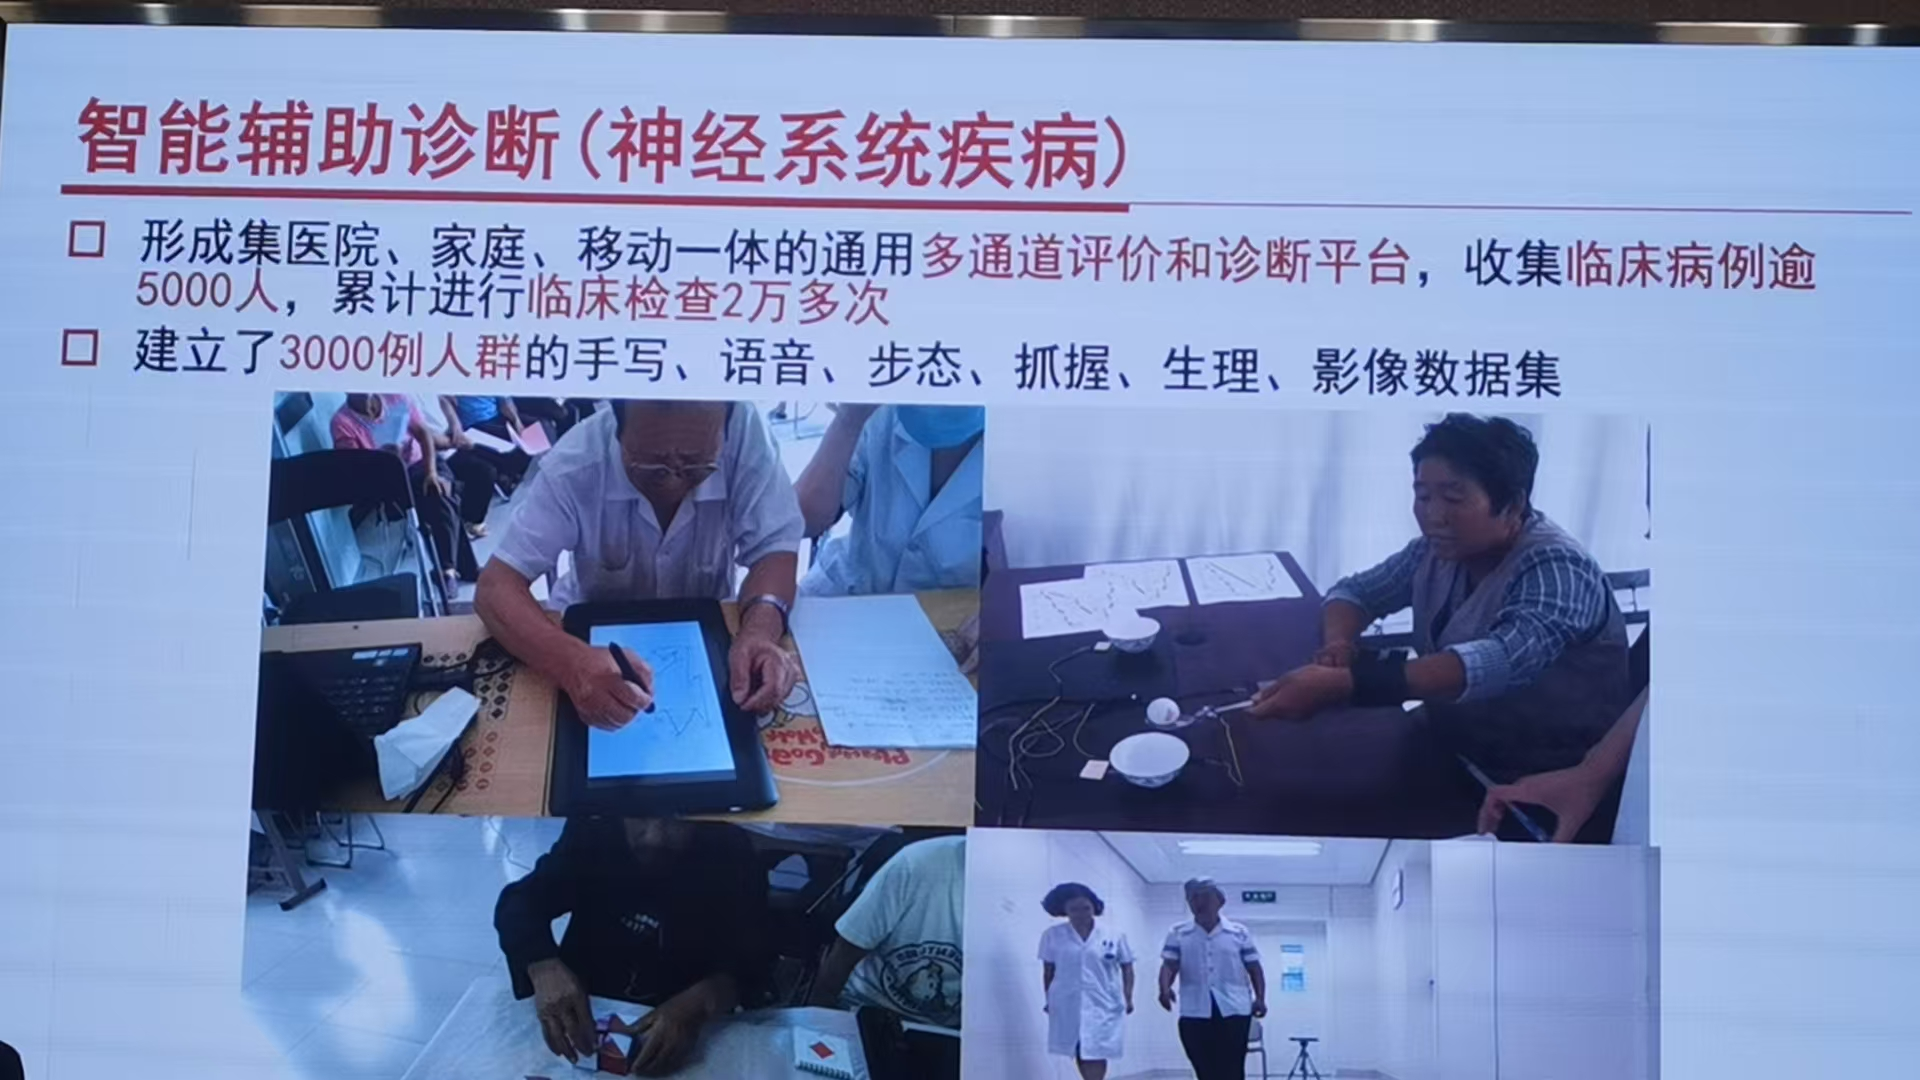 智能辅助诊断(神经系统疾病)
形成集医院、家庭、移动一体的通用多通道评价和诊断平台，收集临床病例逾
5000人，累计进行临床检查2万多次
建立了3000例人群的手写、语音、步态、抓握、生理、影像数据集